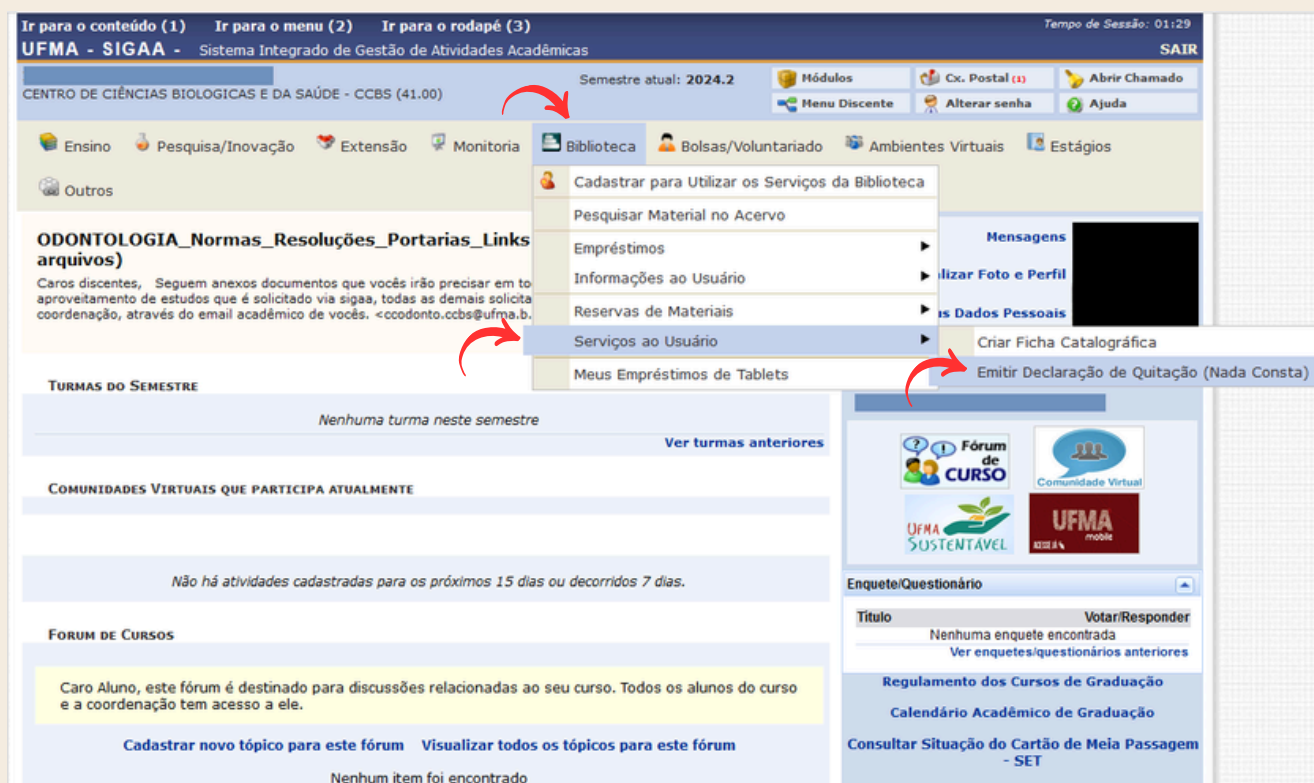 Ir para o conteúdo (1) Ir para o menu (2) Ir para o rodapé (3)
Tempo de Sessão: 01:29
UFMA - SIGAA - Sistema Integrado de Gestão de Atividades Acadêmicas
SAIR
Semestre atual: 2024.2
Módulos
Cx. Postal (1)
Abrir Chamado
CENTRO DE CIÊNCIAS BIOLOGICAS E DA SAÚDE - CCBS (41.00)
Menu Discente
Alterar senha
Ajuda
Ensino Pesquisa/Inovação Extensão Monitoria Biblioteca Bolsas/Voluntariado Ambientes Virtuais Estágios
Outros
Cadastrar para Utilizar os Serviços da Biblioteca
Pesquisar Material no Acervo
Empréstimos
Informações ao Usuário
Reservas de Materiais
Serviços ao Usuário
Meus Empréstimos de Tablets
Criar Ficha Catalográfica
Emitir Declaração de Quitação (Nada Consta)
ODONTOLOGIA_Normas_Resoluções_Portarias_Links
arquivos)
Caros discentes, Seguem anexos documentos que vocês irão precisar em to
aproveitamento de estudos que é solicitado via sigaa, todas as demais solicita
coordenação, através do email acadêmico de vocês. <ccodonto.ccbs@ufma.b
Mensagens
lizar Foto e Perfil
s Dados Pessoais
TURMAS DO SEMESTRE
Nenhuma turma neste semestre
Ver turmas anteriores
COMUNIDADES VIRTUAIS QUE PARTICIPA ATUALMENTE
Não há atividades cadastradas para os próximos 15 dias ou decorridos 7 dias.
FORUM DE CURSOS
Caro Aluno, este fórum é destinado para discussões relacionadas ao seu curso. Todos os alunos do curso
e a coordenação tem acesso a ele.
Cadastrar novo tópico para este fórum Visualizar todos os tópicos para este fórum
Nenhum item foi encontrado
Fórum
de
CURSO
Comunidade Virtual
UFMA
SUSTENTÁVEL
UFMA
mobile
ACESSE JÁ
Enquete/Questionário
Titulo Votar/Responder
Nenhuma enquete encontrada
Ver enquetes/questionários anteriores
Regulamento dos Cursos de Graduação
Calendário Acadêmico de Graduação
Consultar Situação do Cartão de Meia Passagem
- SET